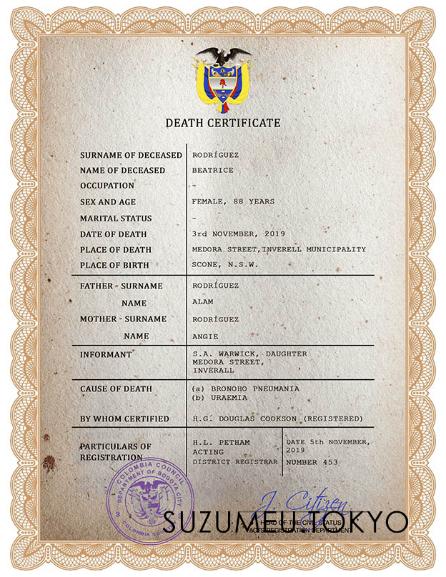 DEATH CERTIFICATE
SURNAME OF DECEASED RODRÍGUEZ
NAME OF DECEASED BEATRICE
OCCUPATION -
SEX AND AGE FEMALE, 88 YEARS
MARITAL STATUS -
DATE OF DEATH 3rd NOVEMBER, 2019
PLACE OF DEATH MEDORA STREET,INVERELL MUNICIPALITY
PLACE OF BIRTH SCONE, N.S.W.
FATHER - SURNAME RODRÍGUEZ
NAME ALAM
MOTHER - SURNAME RODRÍGUEZ
NAME ANGIE
INFORMANT S.A. WARWICK, DAUGHTER
MEDORA STREET,
INVERALL
CAUSE OF DEATH (a) BRONOHO PNEUMANIA
(b) URAEMIA
BY WHOM CERTIFIED H.G. DOUGLAS COOKSON (REGISTERED)
PARTICULARS OF REGISTRATION
H.L. PETHAM
ACTING
DISTRICT REGISTRAR
DATE 5th NOVEMBER,
2019
NUMBER 453
COLOMBIA COUNCIL
DEPARTMENT OF BOGOTA CITY
J. Citizen
SUZUMEII TOKYO
HEAD OF THE CIVIL STATUS